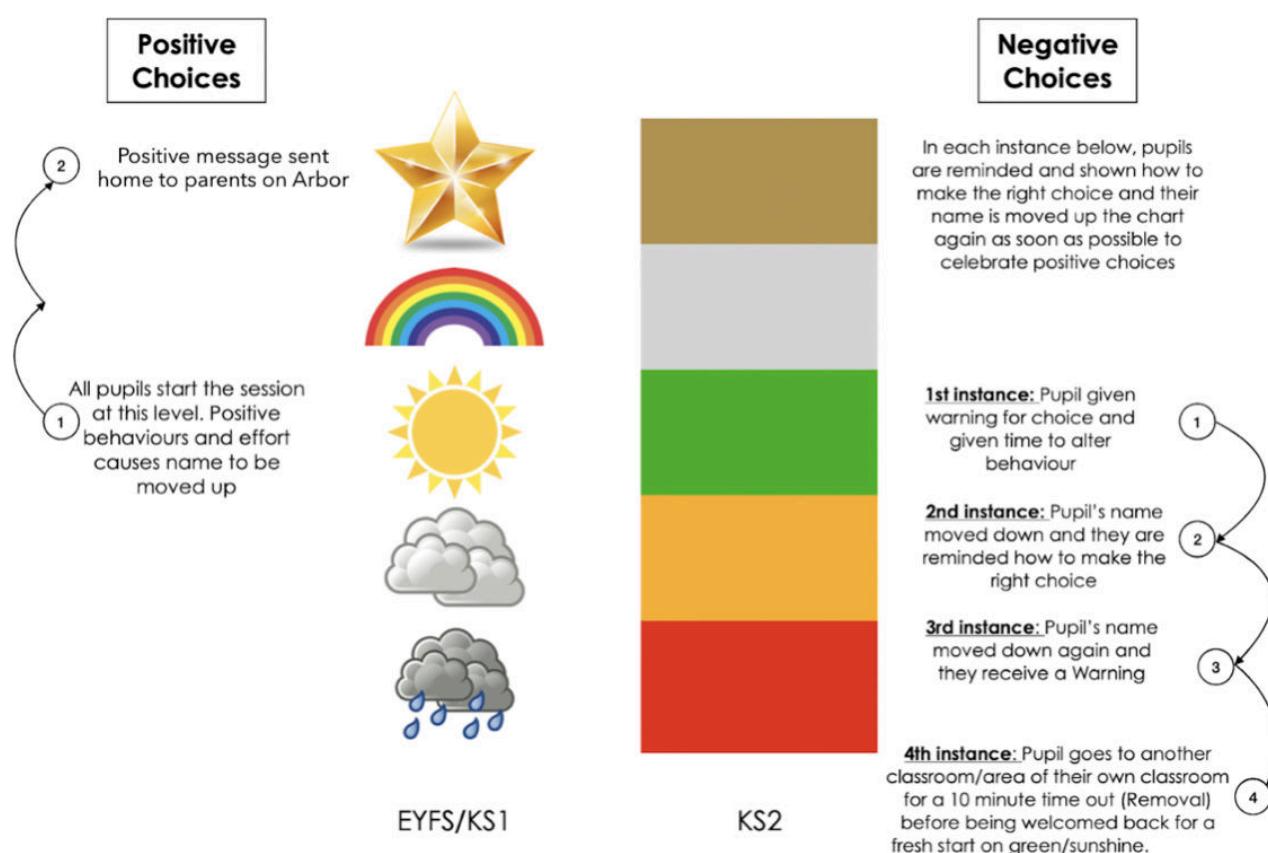 Positive
Choices
2
Positive message sent
home to parents on Arbor
1
All pupils start the session
at this level. Positive
behaviours and effort
causes name to be
moved up
EYFS/KS1
KS2
Negative
Choices
In each instance below, pupils
are reminded and shown how to
make the right choice and their
name is moved up the chart
again as soon as possible to
celebrate positive choices
1st instance: Pupil given
warning for choice and
given time to alter
behaviour
1
2nd instance: Pupil's name
moved down and they are
reminded how to make the
right choice
2
3rd instance: Pupil's name
moved down again and
they receive a Warning
3
4th instance: Pupil goes to another
classroom/area of their own classroom
for a 10 minute time out (Removal)
before being welcomed back for a
fresh start on green/sunshine.
4